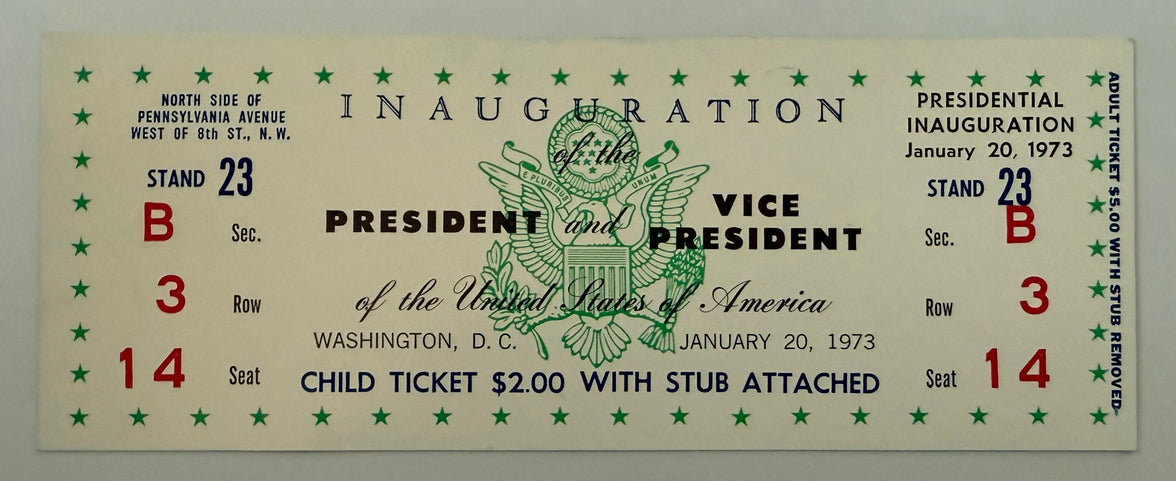 NORTH SIDE OF
PENNSYLVANIA AVENUE
WEST OF 8th ST., N.W.
STAND 23
B Sec.
3 Row
14 Seat
INAUGURATION
of the
E PLURIBUS UNUM
PRESIDENT and VICE
PRESIDENT
of the United States of America
WASHINGTON, D. C. JANUARY 20, 1973
CHILD TICKET $2.00 WITH STUB ATTACHED
PRESIDENTIAL
INAUGURATION
January 20, 1973
STAND 23
Sec. B
Row 3
Seat 14
ADULT TICKET $5.00 WITH STUB REMOVED